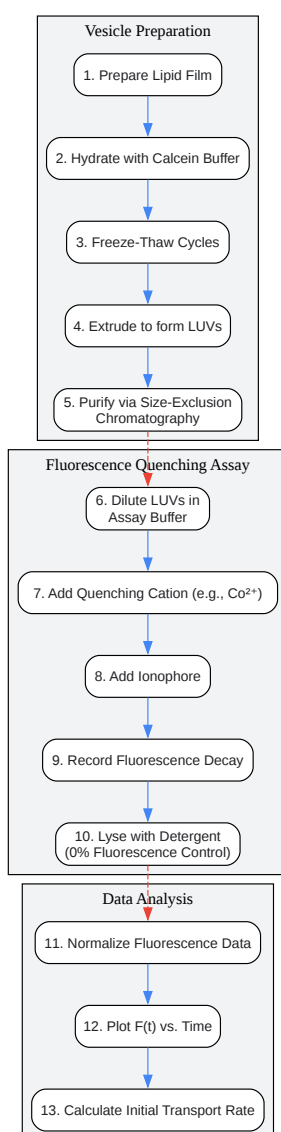 Vesicle Preparation
1. Prepare Lipid Film
2. Hydrate with Calcein Buffer
3. Freeze-Thaw Cycles
4. Extrude to form LUVs
5. Purify via Size-Exclusion
Chromatography
Fluorescence Quenching Assay
6. Dilute LUVs in
Assay Buffer
7. Add Quenching Cation (e.g., Co²⁺)
8. Add Ionophore
9. Record Fluorescence Decay
10. Lyse with Detergent
(0% Fluorescence Control)
Data Analysis
11. Normalize Fluorescence Data
12. Plot F(t) vs. Time
13. Calculate Initial Transport Rate